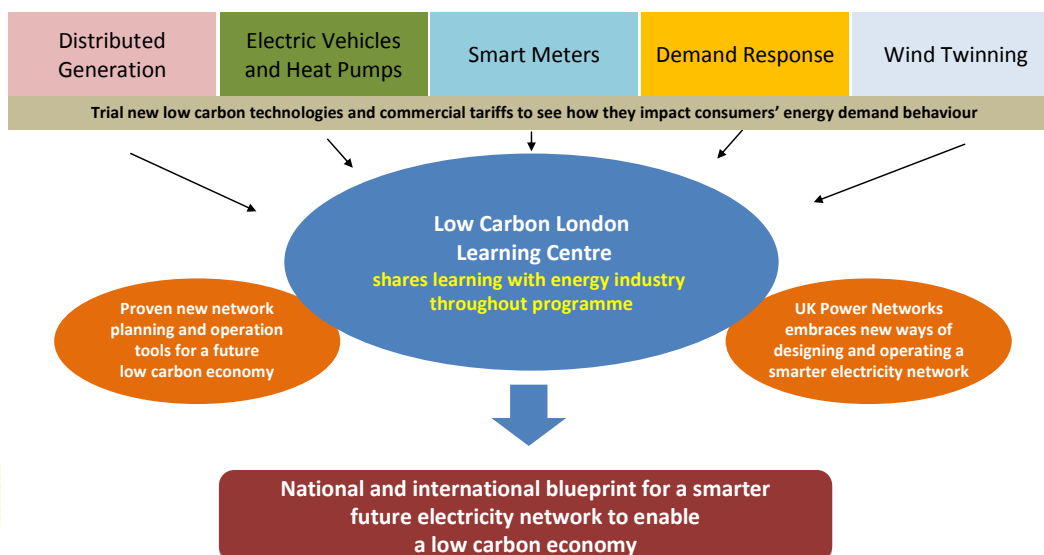 Distributed
Generation
Electric Vehicles
and Heat Pumps
Smart Meters
Demand Response
Wind Twinning
Trial new low carbon technologies and commercial tariffs to see how they impact consumers’ energy demand behaviour
Low Carbon London
Learning Centre
shares learning with energy industry
throughout programme
Proven new network
planning and operation
tools for a future
low carbon economy
UK Power Networks
embraces new ways of
designing and operating a
smarter electricity network
National and international blueprint for a smarter
future electricity network to enable
a low carbon economy